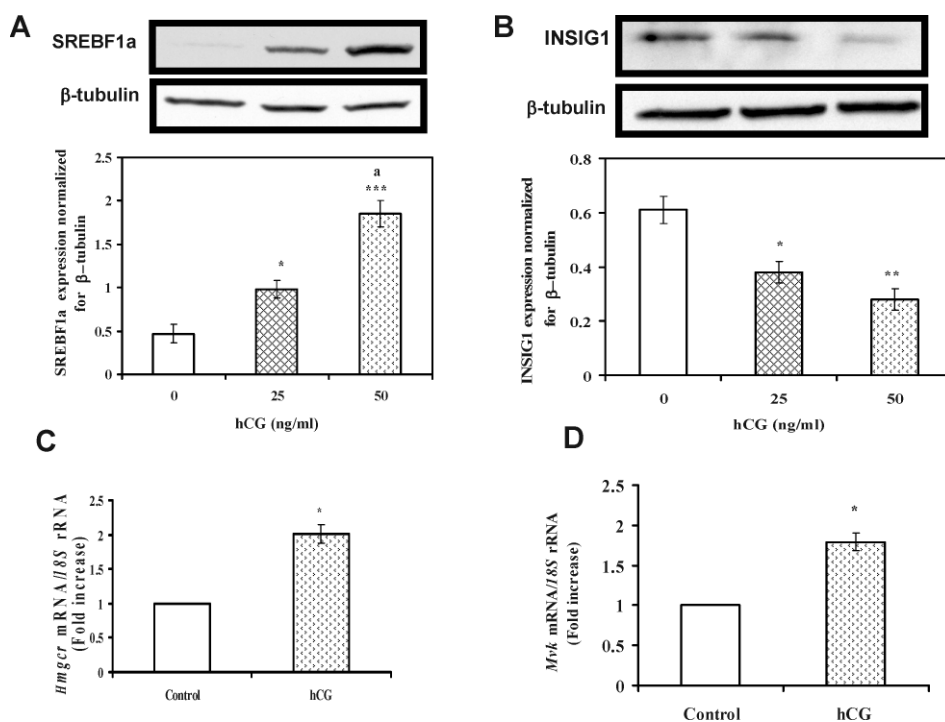 A
SREBF1a
β-tubulin
SREBF1a expression normalized
for β-tubulin
2.5
2
1.5
1
0.5
0
*
***
a
0
25
50
hCG (ng/ml)
B
INSIG1
β-tubulin
INSIG1 expression normalized
for β-tubulin
0.8
0.6
0.4
0.2
0
*
**
0
25
50
hCG (ng/ml)
C
Hmgcr mRNA/18S rRNA
(Fold increase)
2.5
2
1.5
1
0.5
0
*
Control
hCG
D
Mvk mRNA/18S rRNA
(Fold increase)
2.5
2
1.5
1
0.5
0
*
Control
hCG